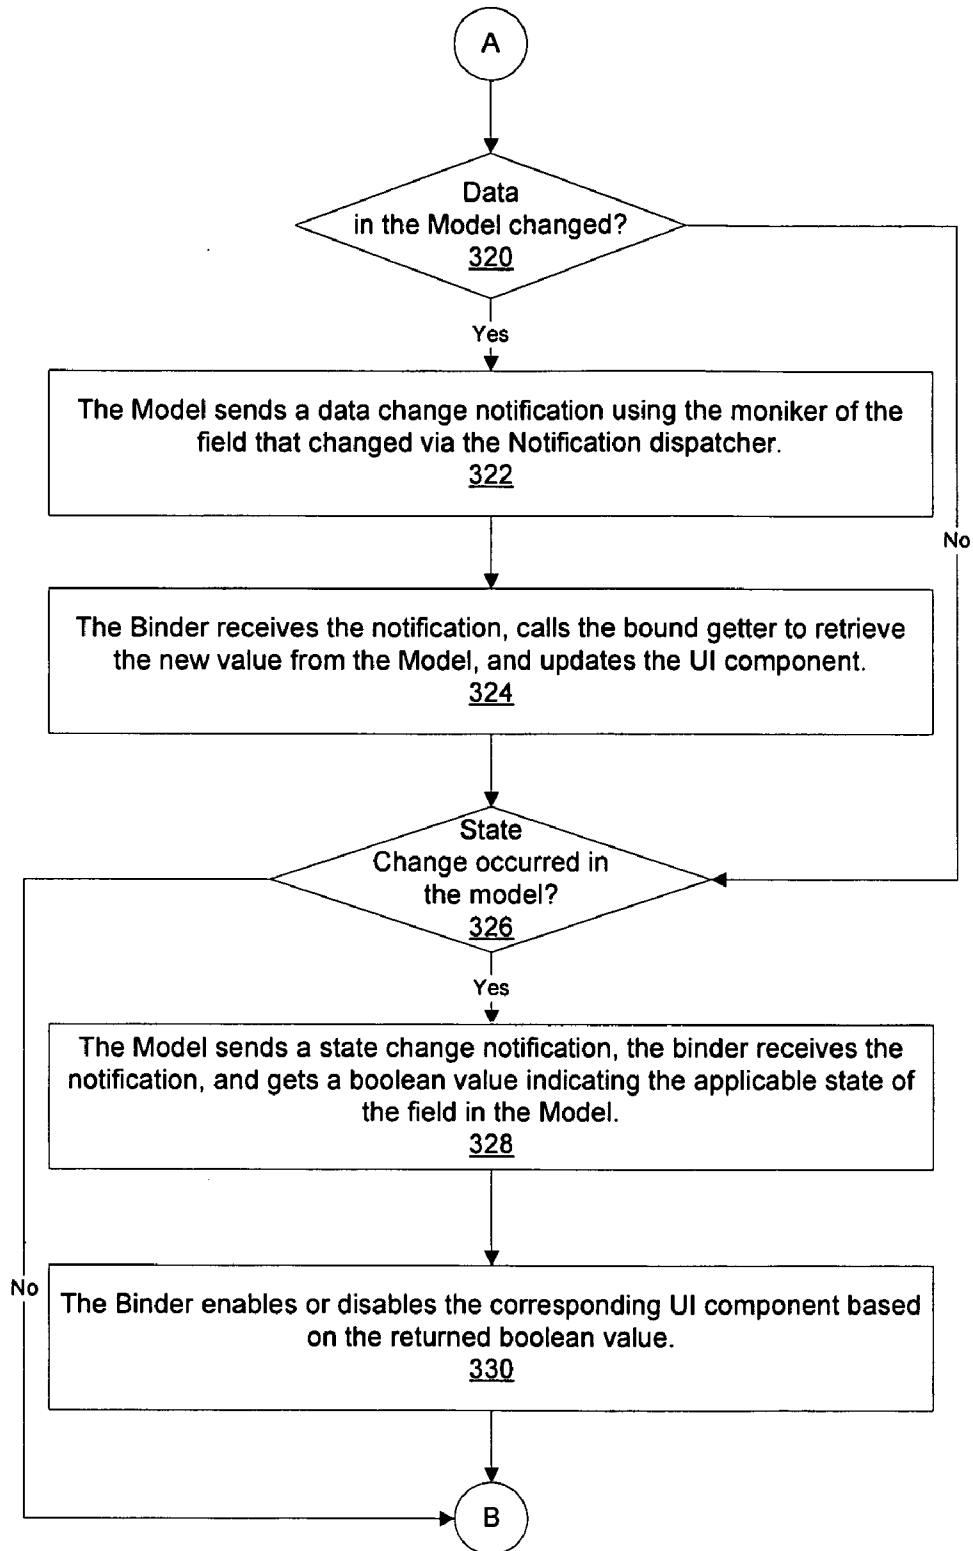 A
Data
in the Model changed?
320
Yes
The Model sends a data change notification using the moniker of the
field that changed via the Notification dispatcher.
322
No
The Binder receives the notification, calls the bound getter to retrieve
the new value from the Model, and updates the UI component.
324
State
Change occurred in
the model?
326
Yes
The Model sends a state change notification, the binder receives the
notification, and gets a boolean value indicating the applicable state of
the field in the Model.
328
No
The Binder enables or disables the corresponding UI component based
on the returned boolean value.
330
B